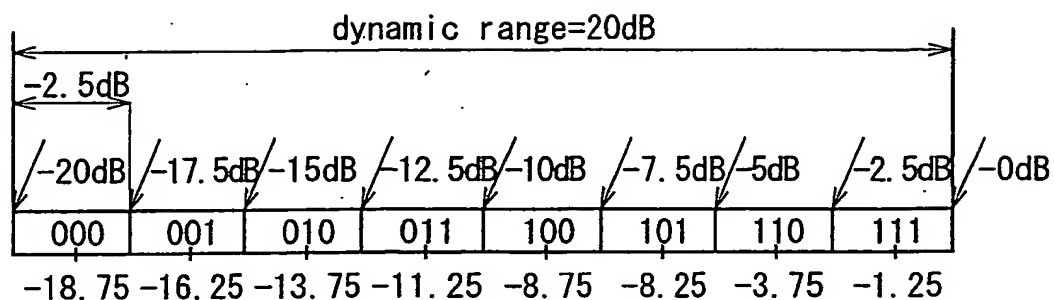 dynamic range=20dB
-2.5dB
-20dB -17.5dB -15dB -12.5dB -10dB -7.5dB -5dB -2.5dB -0dB
000 001 010 011 100 101 110 111
-18.75 -16.25 -13.75 -11.25 -8.75 -8.25 -3.75 -1.25